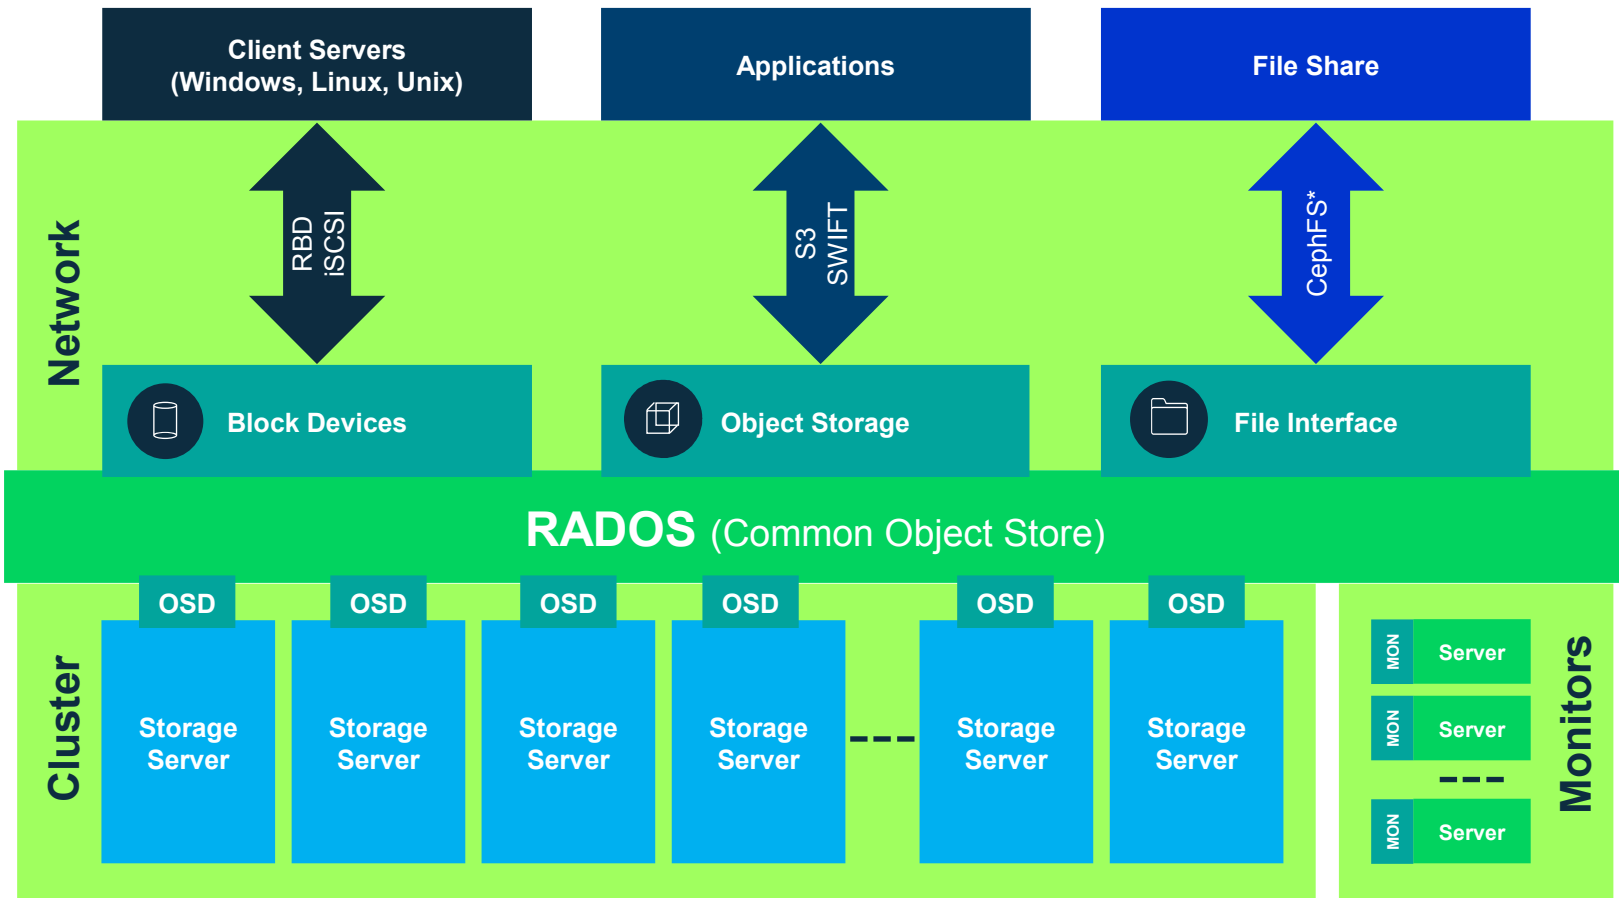 Client Servers
(Windows, Linux, Unix)
Applications
File Share
Network
RBD
iSCSI
S3
SWIFT
CephFS*
Block Devices
Object Storage
File Interface
RADOS (Common Object Store)
OSD
OSD
OSD
OSD
OSD
OSD
Cluster
Storage
Server
Storage
Server
Storage
Server
Storage
Server
Storage
Server
Storage
Server
MON
Server
MON
Server
MON
Server
Monitors